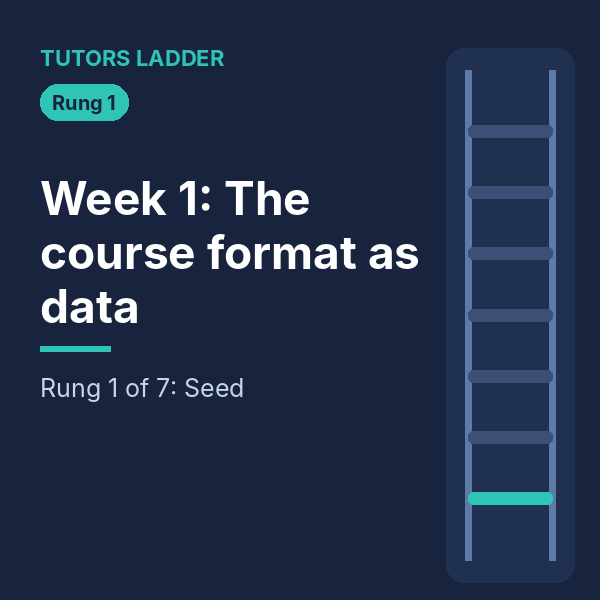 TUTORS LADDER
Rung 1
Week 1: The
course format as
data
Rung 1 of 7: Seed